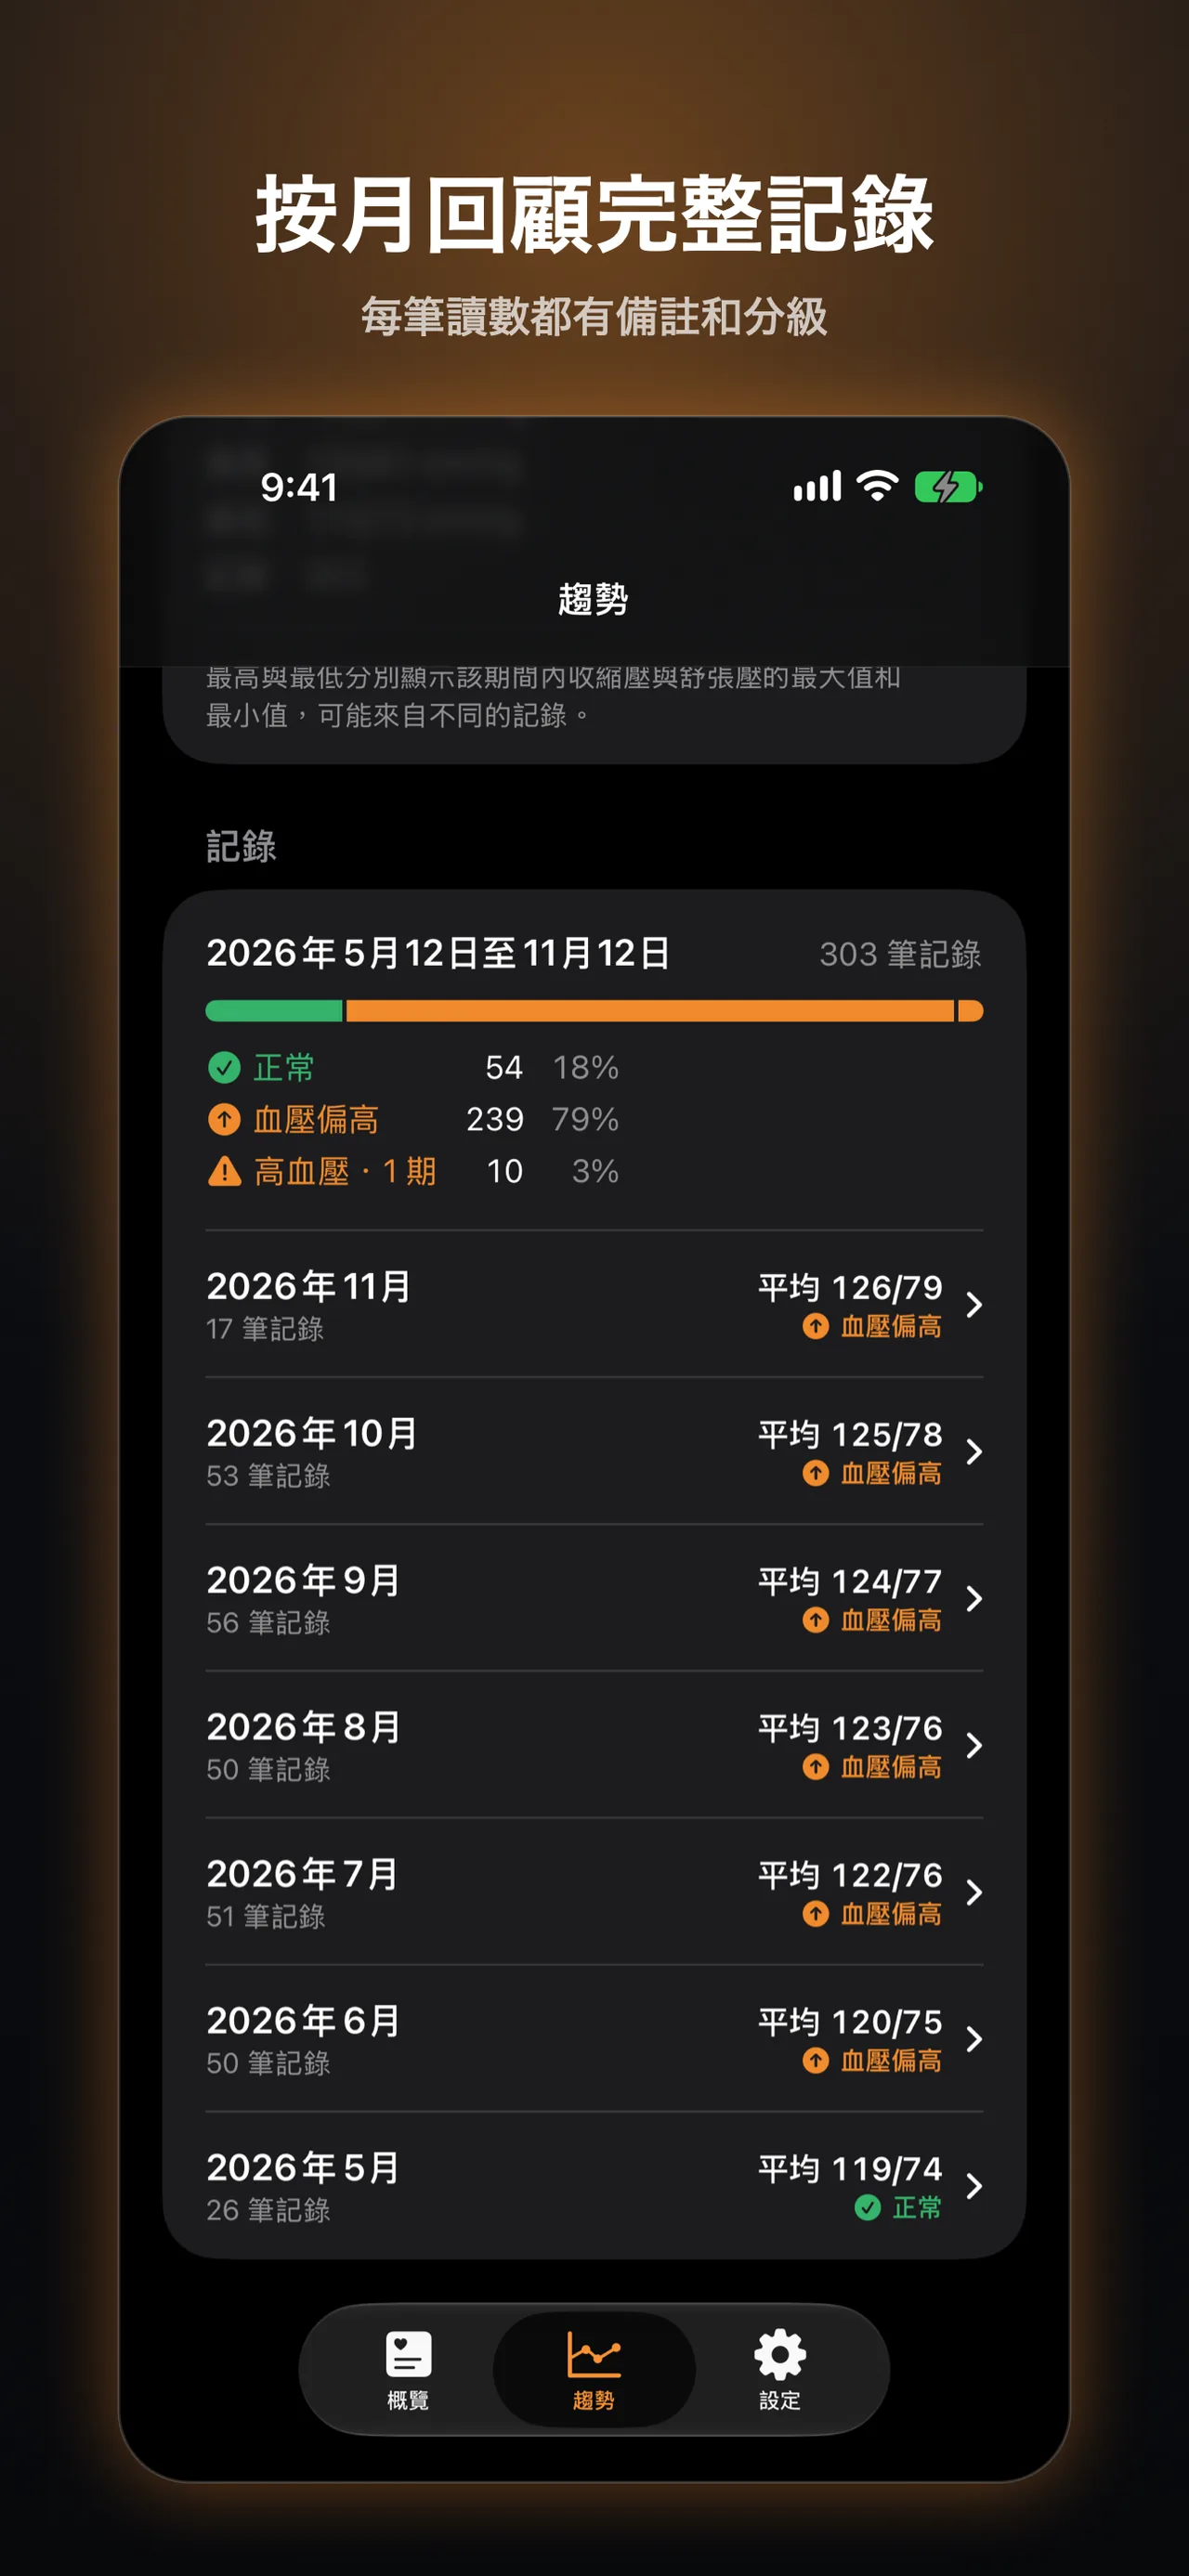 按月回顧完整記錄
每筆讀數都有備註和分級
9:41
趨勢
最高與最低分別顯示該期間內收縮壓與舒張壓的最大值和
最小值，可能來自不同的記錄。
記錄
2026年5月12日至11月12日 303 筆記錄
正常 54 18%
血壓偏高 239 79%
高血壓 · 1 期 10 3%
2026年11月 平均 126/79
17 筆記錄 血壓偏高
2026年10月 平均 125/78
53 筆記錄 血壓偏高
2026年9月 平均 124/77
56 筆記錄 血壓偏高
2026年8月 平均 123/76
50 筆記錄 血壓偏高
2026年7月 平均 122/76
51 筆記錄 血壓偏高
2026年6月 平均 120/75
50 筆記錄 血壓偏高
2026年5月 平均 119/74
26 筆記錄 正常
概覽 趨勢 設定